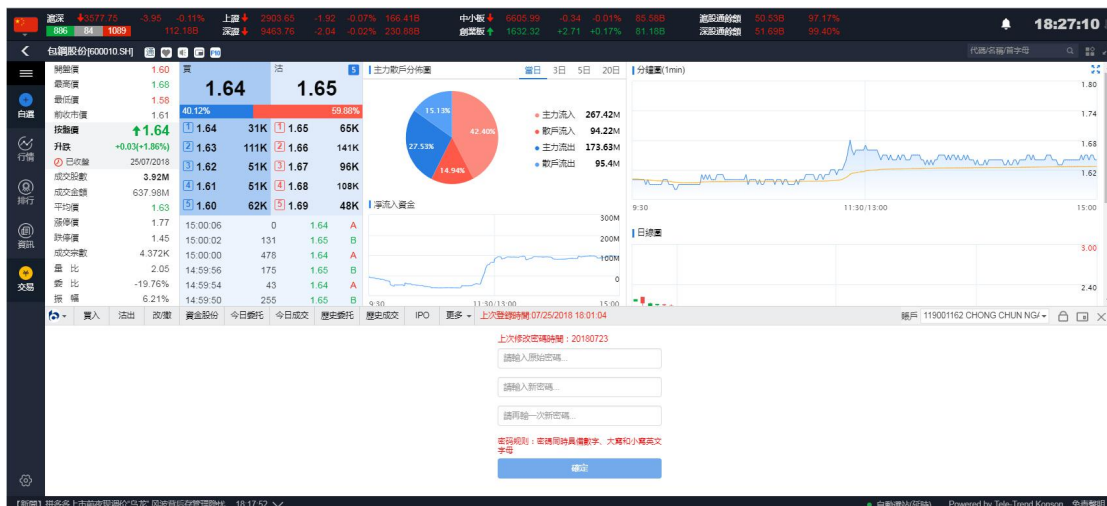 滬深 3577.75 -3.95 -0.11% 上證 2903.65 -1.92 -0.07% 166.41B 中小板 6605.99 -0.34 -0.01% 85.58B 滬股通餘額 50.53B 97.17%
886 84 1089 112.18B 深證 9463.76 -2.04 -0.02% 230.88B 創業板 1632.32 +2.71 +0.17% 81.18B 深股通餘額 51.69B 99.40%
18:27:10
包鋼股份[600010.SH] F10 代碼/名稱/首字母
自選
行情
排行
資訊
交易
開盤價 1.60
最高價 1.68
最低價 1.58
前收市價 1.61
按盤價 1.64
升跌 +0.03(+1.86%)
已收盤 25/07/2018
成交股數 3.92M
成交金額 637.98M
平均價 1.63
漲停價 1.77
跌停價 1.45
成交宗數 4.372K
量 比 2.05
委 比 -19.76%
振 幅 6.21%
買 沽 5
1.64 1.65
40.12% 59.88%
1 1.64 31K 1 1.65 65K
2 1.63 111K 2 1.66 141K
3 1.62 51K 3 1.67 96K
4 1.61 51K 4 1.68 108K
5 1.60 62K 5 1.69 48K
15:00:06 0 1.64 A
15:00:02 131 1.65 B
15:00:00 478 1.64 A
14:59:56 175 1.65 B
14:59:54 43 1.64 A
14:59:50 255 1.65 B
主力散戶分佈圖 當日 3日 5日 20日
15.13%
42.40%
27.53%
14.94%
主力流入 267.42M
散戶流入 94.22M
主力流出 173.63M
散戶流出 95.4M
淨流入資金
300M
200M
100M
0
9:30 11:30/13:00 15:00
分鐘圖(1min)
1.80
1.74
1.68
1.62
9:30 11:30/13:00 15:00
日線圖
3.00
2.40
買入 沽出 改/撤 資金股份 今日委托 今日成交 歷史委托 歷史成交 IPO 更多 上次登錄時間:07/25/2018 18:01:04 賬戶 119001162 CHONG CHUN NG/
上次修改密碼時間：20180723
請輸入原始密碼...
請輸入新密碼...
請再輸一次新密碼...
密码规则：密碼同時具備數字、大寫和小寫英文
字母
確定
18:17:52 自動選站(延時) Powered by Tele-Trend Konson 免責聲明